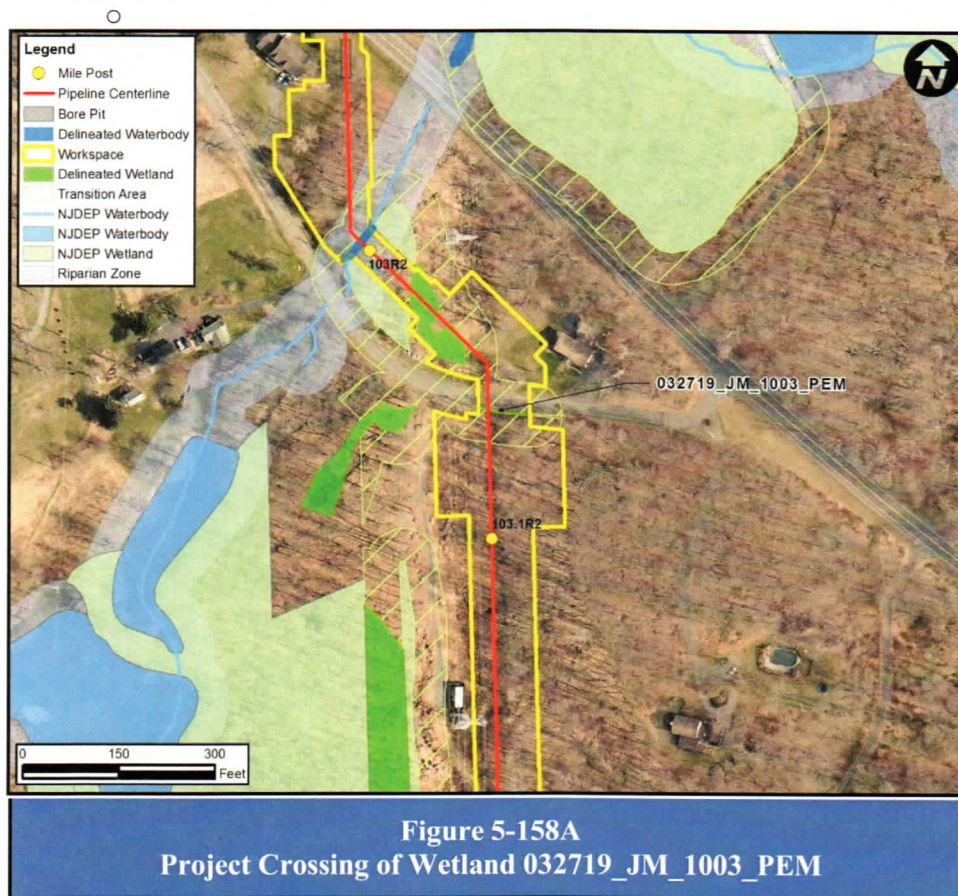 Legend
Mile Post
Pipeline Centerline
Bore Pit
Delineated Waterbody
Workspace
Delineated Wetland
Transition Area
NJDEP Waterbody
NJDEP Waterbody
NJDEP Wetland
Riparian Zone
N
103R2
032719_JM_1003_PEM
103.1R2
0 150 300
Feet
Figure 5-158A
Project Crossing of Wetland 032719_JM_1003_PEM